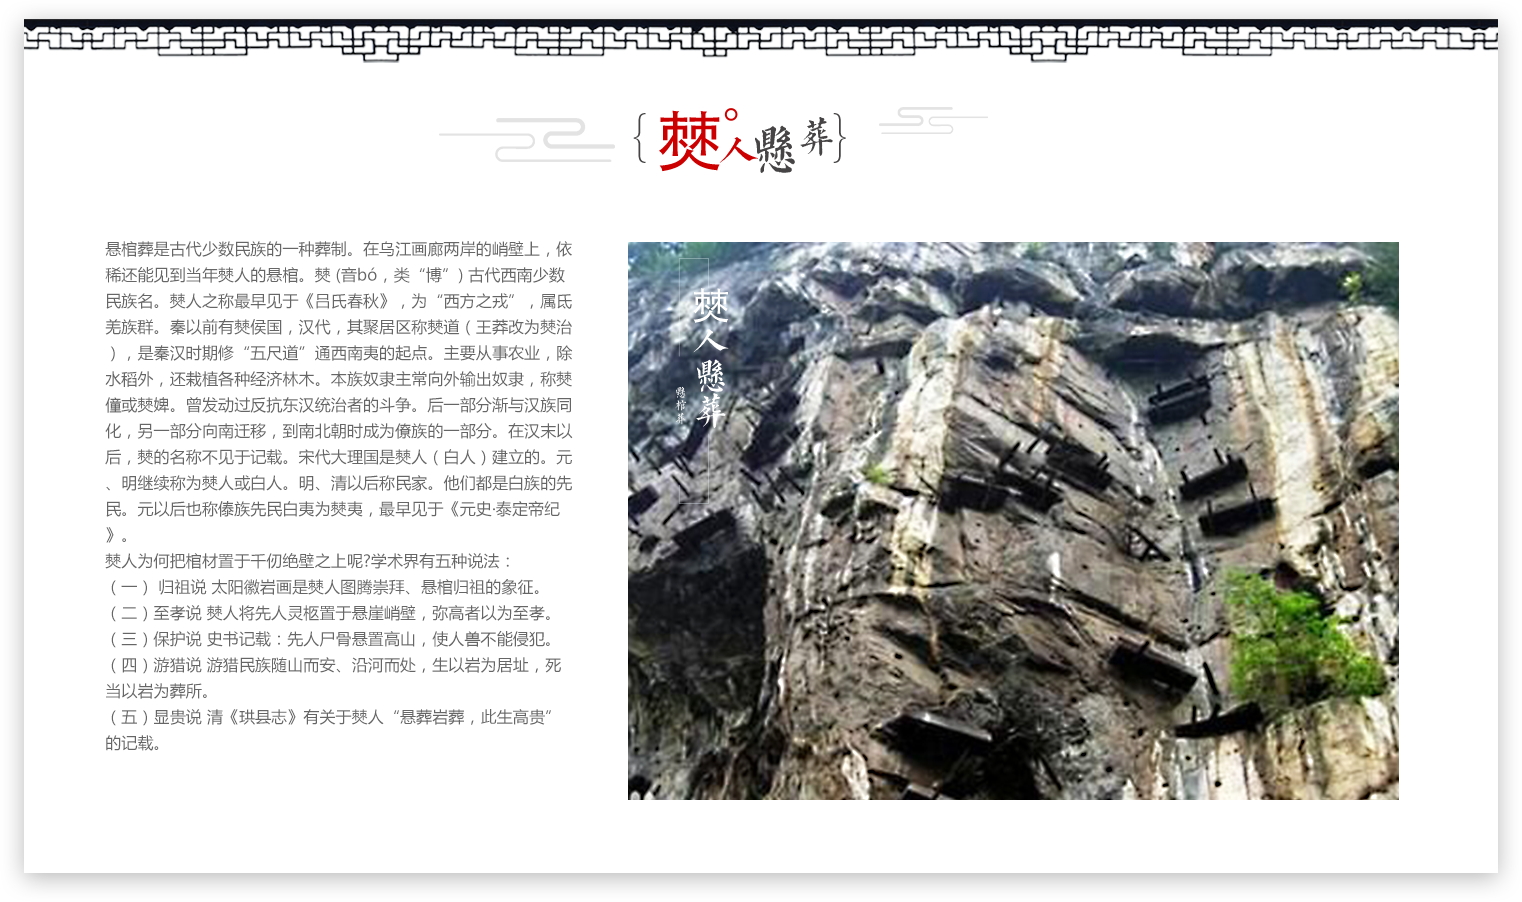 {僰人懸葬}
悬棺葬是古代少数民族的一种葬制。在乌江画廊两岸的峭壁上，依
稀还能见到当年僰人的悬棺。僰 (音bó，类“博”) 古代西南少数
民族名。僰人之称最早见于《吕氏春秋》，为“西方之戎”，属氐
羌族群。秦以前有僰侯国，汉代，其聚居区称僰道（王莽改为僰治
），是秦汉时期修“五尺道”通西南夷的起点。主要从事农业，除
水稻外，还栽植各种经济林木。本族奴隶主常向外输出奴隶，称僰
僮或僰婢。曾发动过反抗东汉统治者的斗争。后一部分渐与汉族同
化，另一部分向南迁移，到南北朝时成为僚族的一部分。在汉末以
后，僰的名称不见于记载。宋代大理国是僰人（白人）建立的。元
、明继续称为僰人或白人。明、清以后称民家。他们都是白族的先
民。元以后也称傣族先民白夷为僰夷，最早见于《元史·泰定帝纪
》。
僰人为何把棺材置于千仞绝壁之上呢?学术界有五种说法：
（一） 归祖说 太阳徽岩画是僰人图腾崇拜、悬棺归祖的象征。
（二）至孝说 僰人将先人灵柩置于悬崖峭壁，弥高者以为至孝。
（三）保护说 史书记载：先人尸骨悬置高山，使人兽不能侵犯。
（四）游猎说 游猎民族随山而安、沿河而处，生以岩为居址，死
当以岩为葬所。
（五）显贵说 清《珙县志》有关于僰人“悬葬岩葬，此生高贵”
的记载。
僰人懸葬
懸棺葬